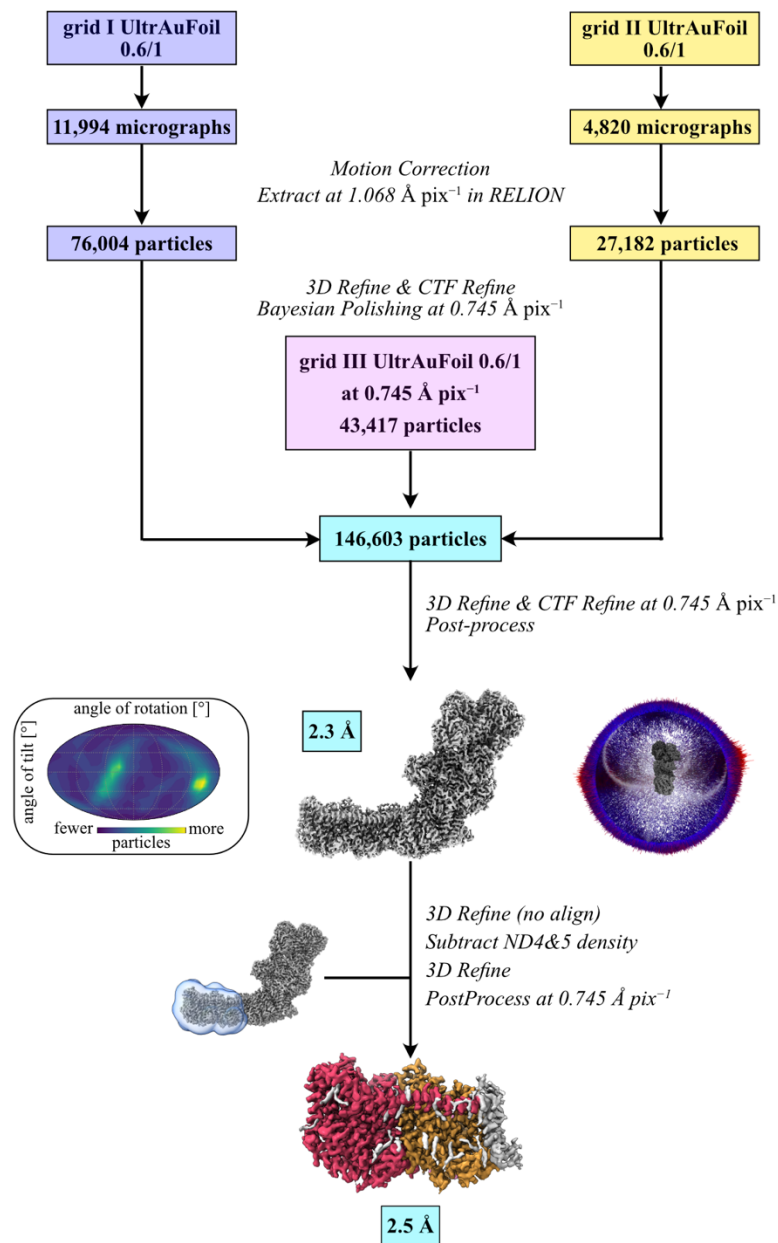 grid I UltrAuFoil
0.6/1
grid II UltrAuFoil
0.6/1
11,994 micrographs
4,820 micrographs
Motion Correction
Extract at 1.068 Å pix⁻¹ in RELION
76,004 particles
27,182 particles
3D Refine & CTF Refine
Bayesian Polishing at 0.745 Å pix⁻¹
grid III UltrAuFoil 0.6/1
at 0.745 Å pix⁻¹
43,417 particles
146,603 particles
3D Refine & CTF Refine at 0.745 Å pix⁻¹
Post-process
angle of rotation [°]
angle of tilt [°]
fewer more
particles
2.3 Å
3D Refine (no align)
Subtract ND4&5 density
3D Refine
PostProcess at 0.745 Å pix⁻¹
2.5 Å